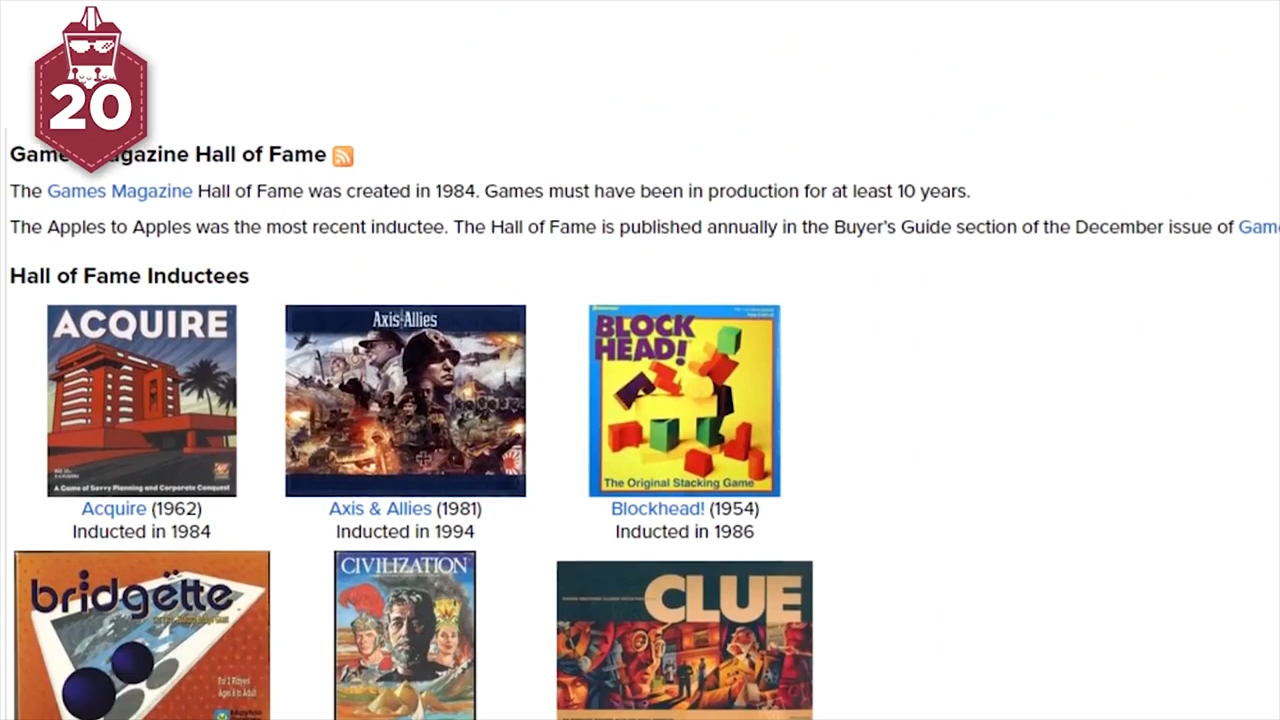 20
Games Magazine Hall of Fame
The Games Magazine Hall of Fame was created in 1984. Games must have been in production for at least 10 years.
The Apples to Apples was the most recent inductee. The Hall of Fame is published annually in the Buyer's Guide section of the December issue of Gam
Hall of Fame Inductees
ACQUIRE
A Game of Savvy Planning and Corporate Conquest
Axis & Allies
BLOCK
HEAD!
The Original Stacking Game
Acquire (1962)
Axis & Allies (1981)
Blockhead! (1954)
Inducted in 1984
Inducted in 1994
Inducted in 1986
bridgëtte
For 2 Players
Ages 8 to Adult
CIVILIZATION
CLUE